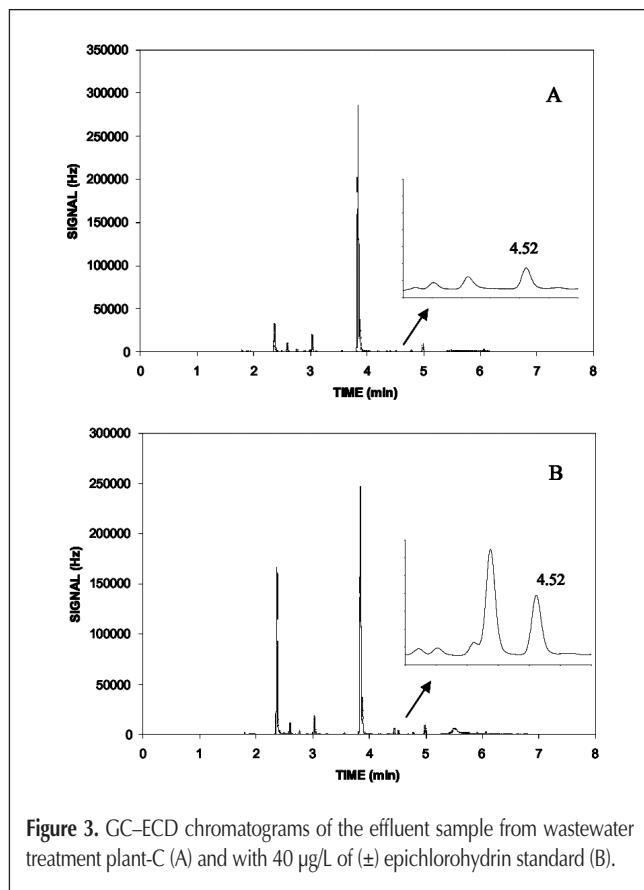 350000
300000
250000
200000
150000
100000
50000
0
SIGNAL (Hz)
A
4.52
0 1 2 3 4 5 6 7 8
TIME (min)
300000
250000
200000
150000
100000
50000
0
SIGNAL (Hz)
B
4.52
0 1 2 3 4 5 6 7 8
TIME (min)
Figure 3. GC–ECD chromatograms of the effluent sample from wastewater
treatment plant-C (A) and with 40 µg/L of (±) epichlorohydrin standard (B).